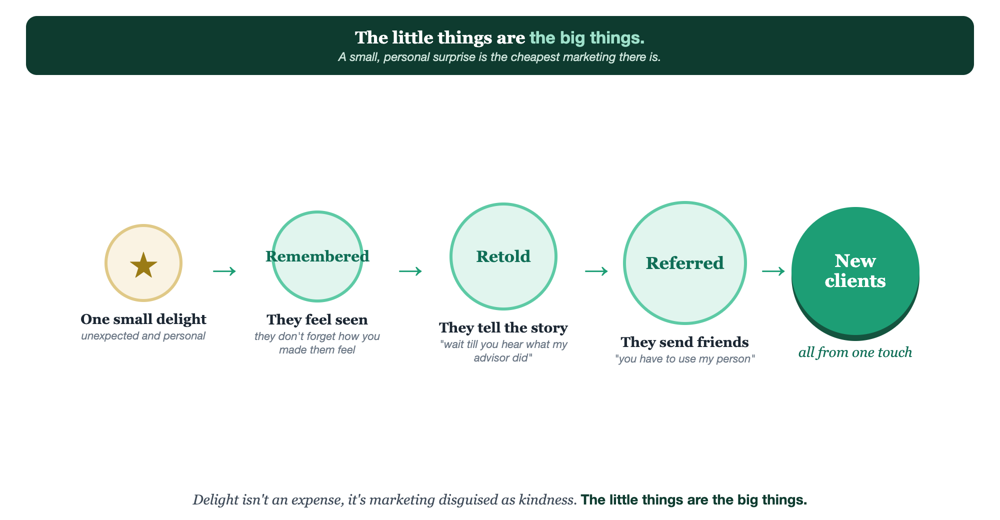 The little things are the big things.
A small, personal surprise is the cheapest marketing there is.
★
One small delight
unexpected and personal
→
Remembered
They feel seen
they don't forget how you
made them feel
→
Retold
They tell the story
"wait till you hear what my
advisor did"
→
Referred
They send friends
"you have to use my person"
→
New
clients
all from one touch
Delight isn't an expense, it's marketing disguised as kindness. The little things are the big things.